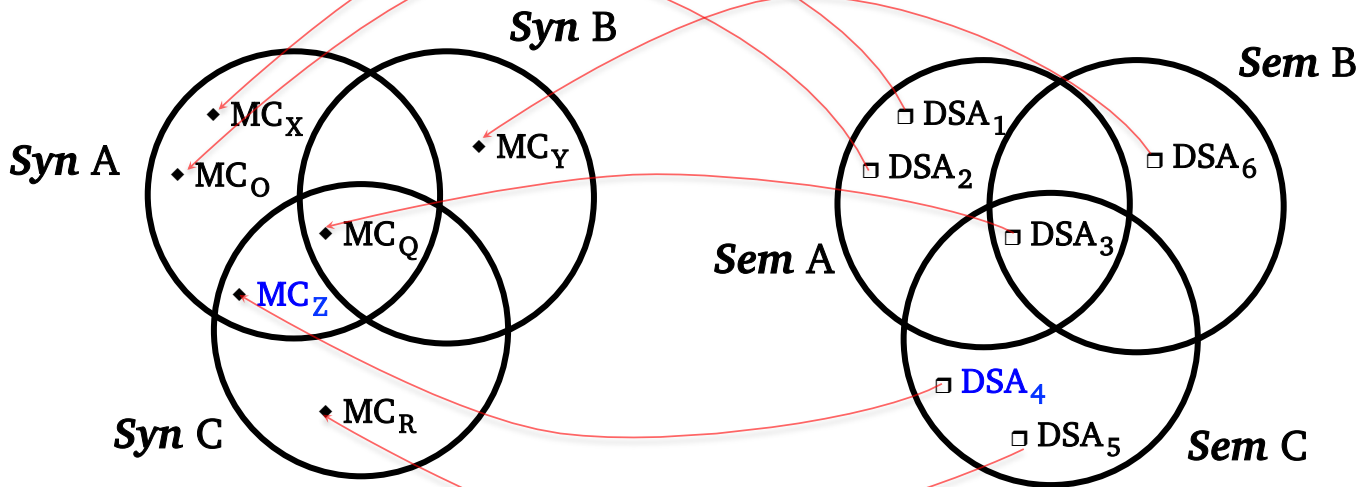 Syn A
Syn B
Syn C
MC_X
MC_O
MC_Y
MC_Q
MC_Z
MC_R
Sem A
Sem B
Sem C
DSA_1
DSA_2
DSA_6
DSA_3
DSA_4
DSA_5